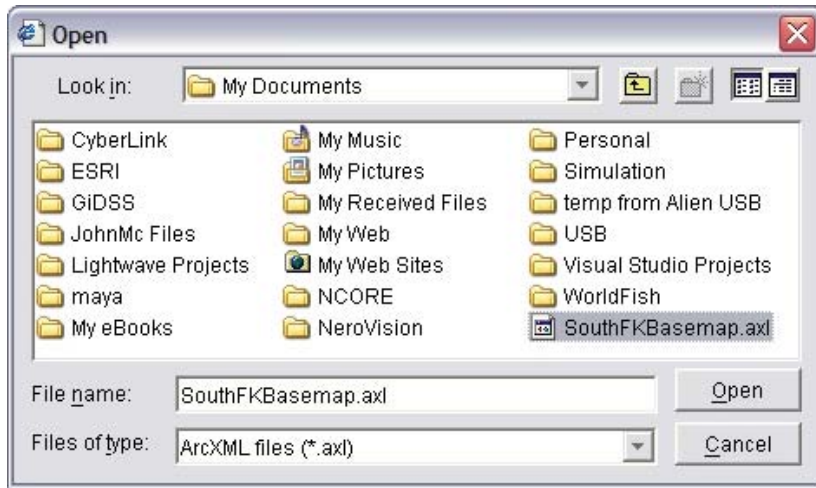 Open
Look in: My Documents
CyberLink My Music Personal
ESRI My Pictures Simulation
GiDSS My Received Files temp from Alien USB
JohnMc Files My Web USB
Lightwave Projects My Web Sites Visual Studio Projects
maya NCORE WorldFish
My eBooks NeroVision SouthFKBasemap.axl
File name: SouthFKBasemap.axl Open
Files of type: ArcXML files (*.axl) Cancel